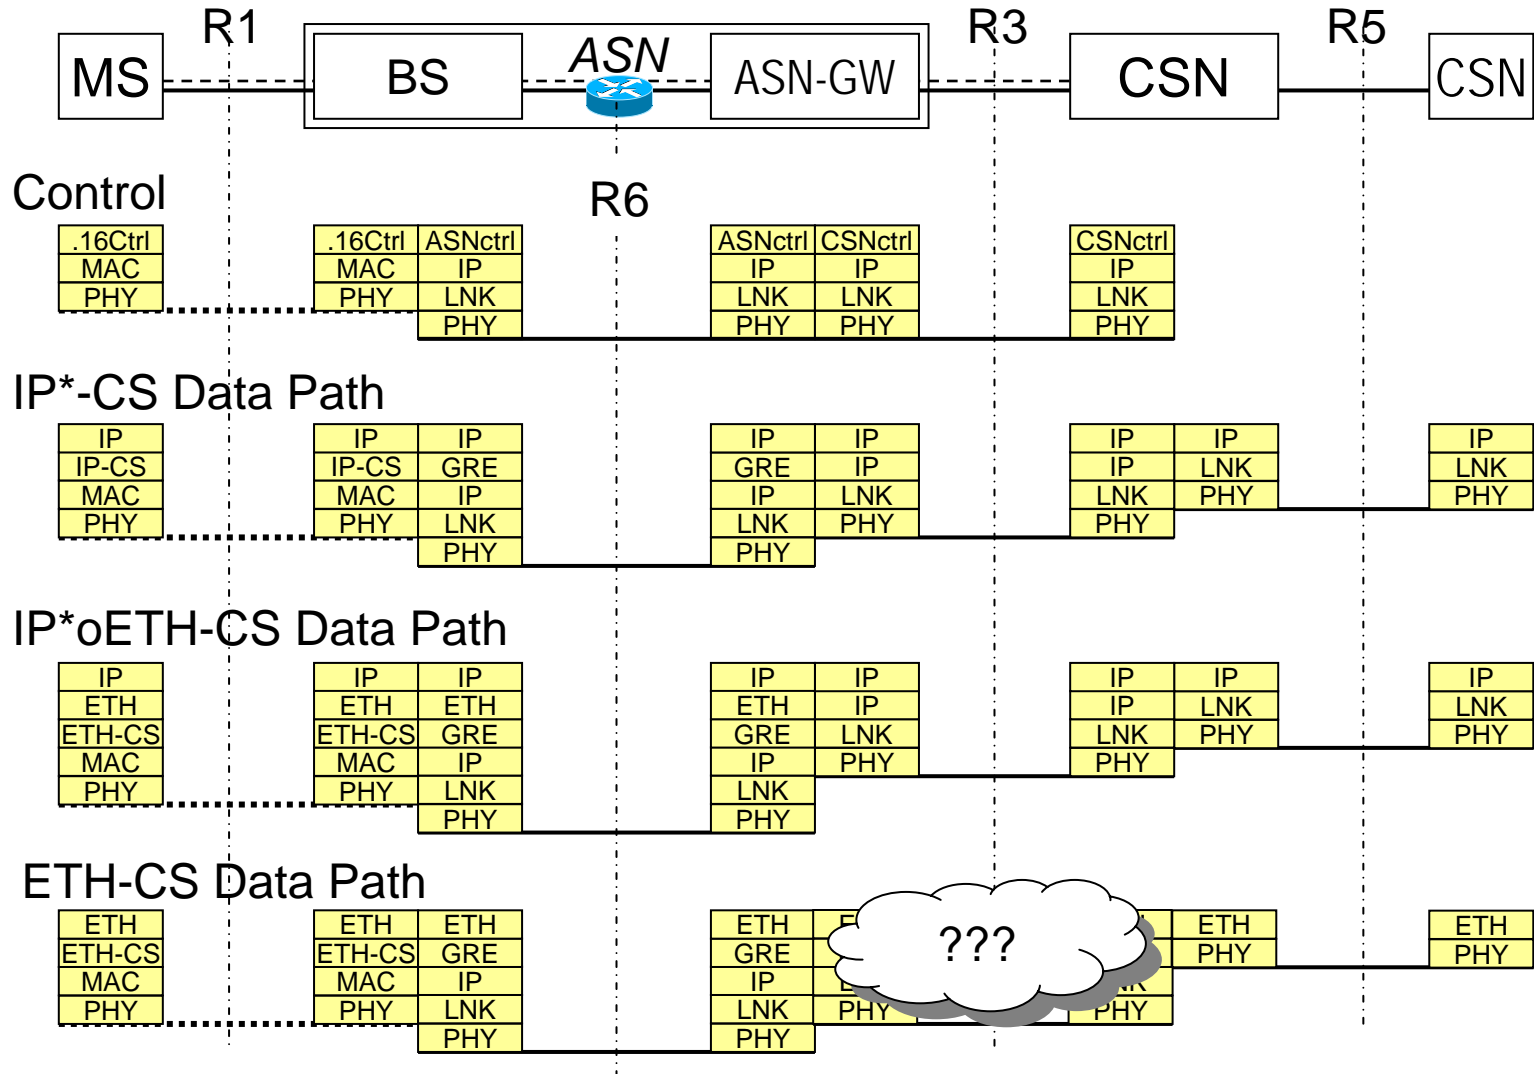 R1 R3 R5
MS BS ASN ASN-GW CSN CSN
Control R6
.16Ctrl .16Ctrl ASNctrl ASNctrl CSNctrl CSNctrl
MAC MAC IP IP IP IP
PHY PHY LNK LNK LNK LNK
PHY PHY PHY PHY
IP*-CS Data Path
IP IP IP IP IP IP IP IP
IP-CS IP-CS GRE GRE IP IP LNK LNK
MAC MAC IP IP LNK LNK PHY PHY
PHY PHY LNK LNK PHY PHY
PHY PHY
IP*oETH-CS Data Path
IP IP IP IP IP IP IP IP
ETH ETH ETH ETH IP IP LNK LNK
ETH-CS ETH-CS GRE GRE LNK LNK PHY PHY
MAC MAC IP IP PHY PHY
PHY PHY LNK LNK
PHY PHY
ETH-CS Data Path
ETH ETH ETH ETH ??? ETH ETH
ETH-CS ETH-CS GRE GRE PHY PHY
MAC MAC IP IP
PHY PHY LNK LNK PHY PHY
PHY PHY